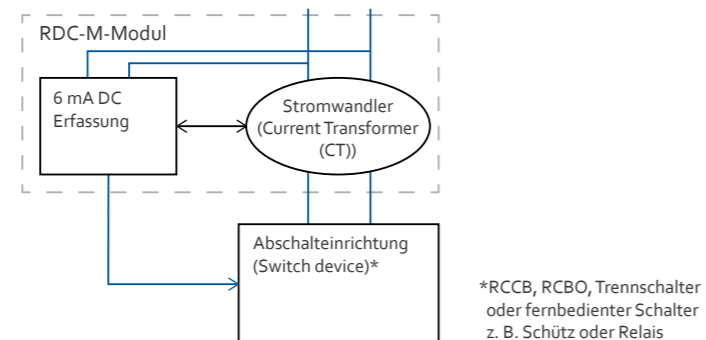 RDC-M-Modul
6 mA DC
Erfassung
Stromwandler
(Current Transformer
(CT))
Abschalteinrichtung
(Switch device)*
*RCCB, RCBO, Trennschalter
oder fernbedienter Schalter
z. B. Schütz oder Relais